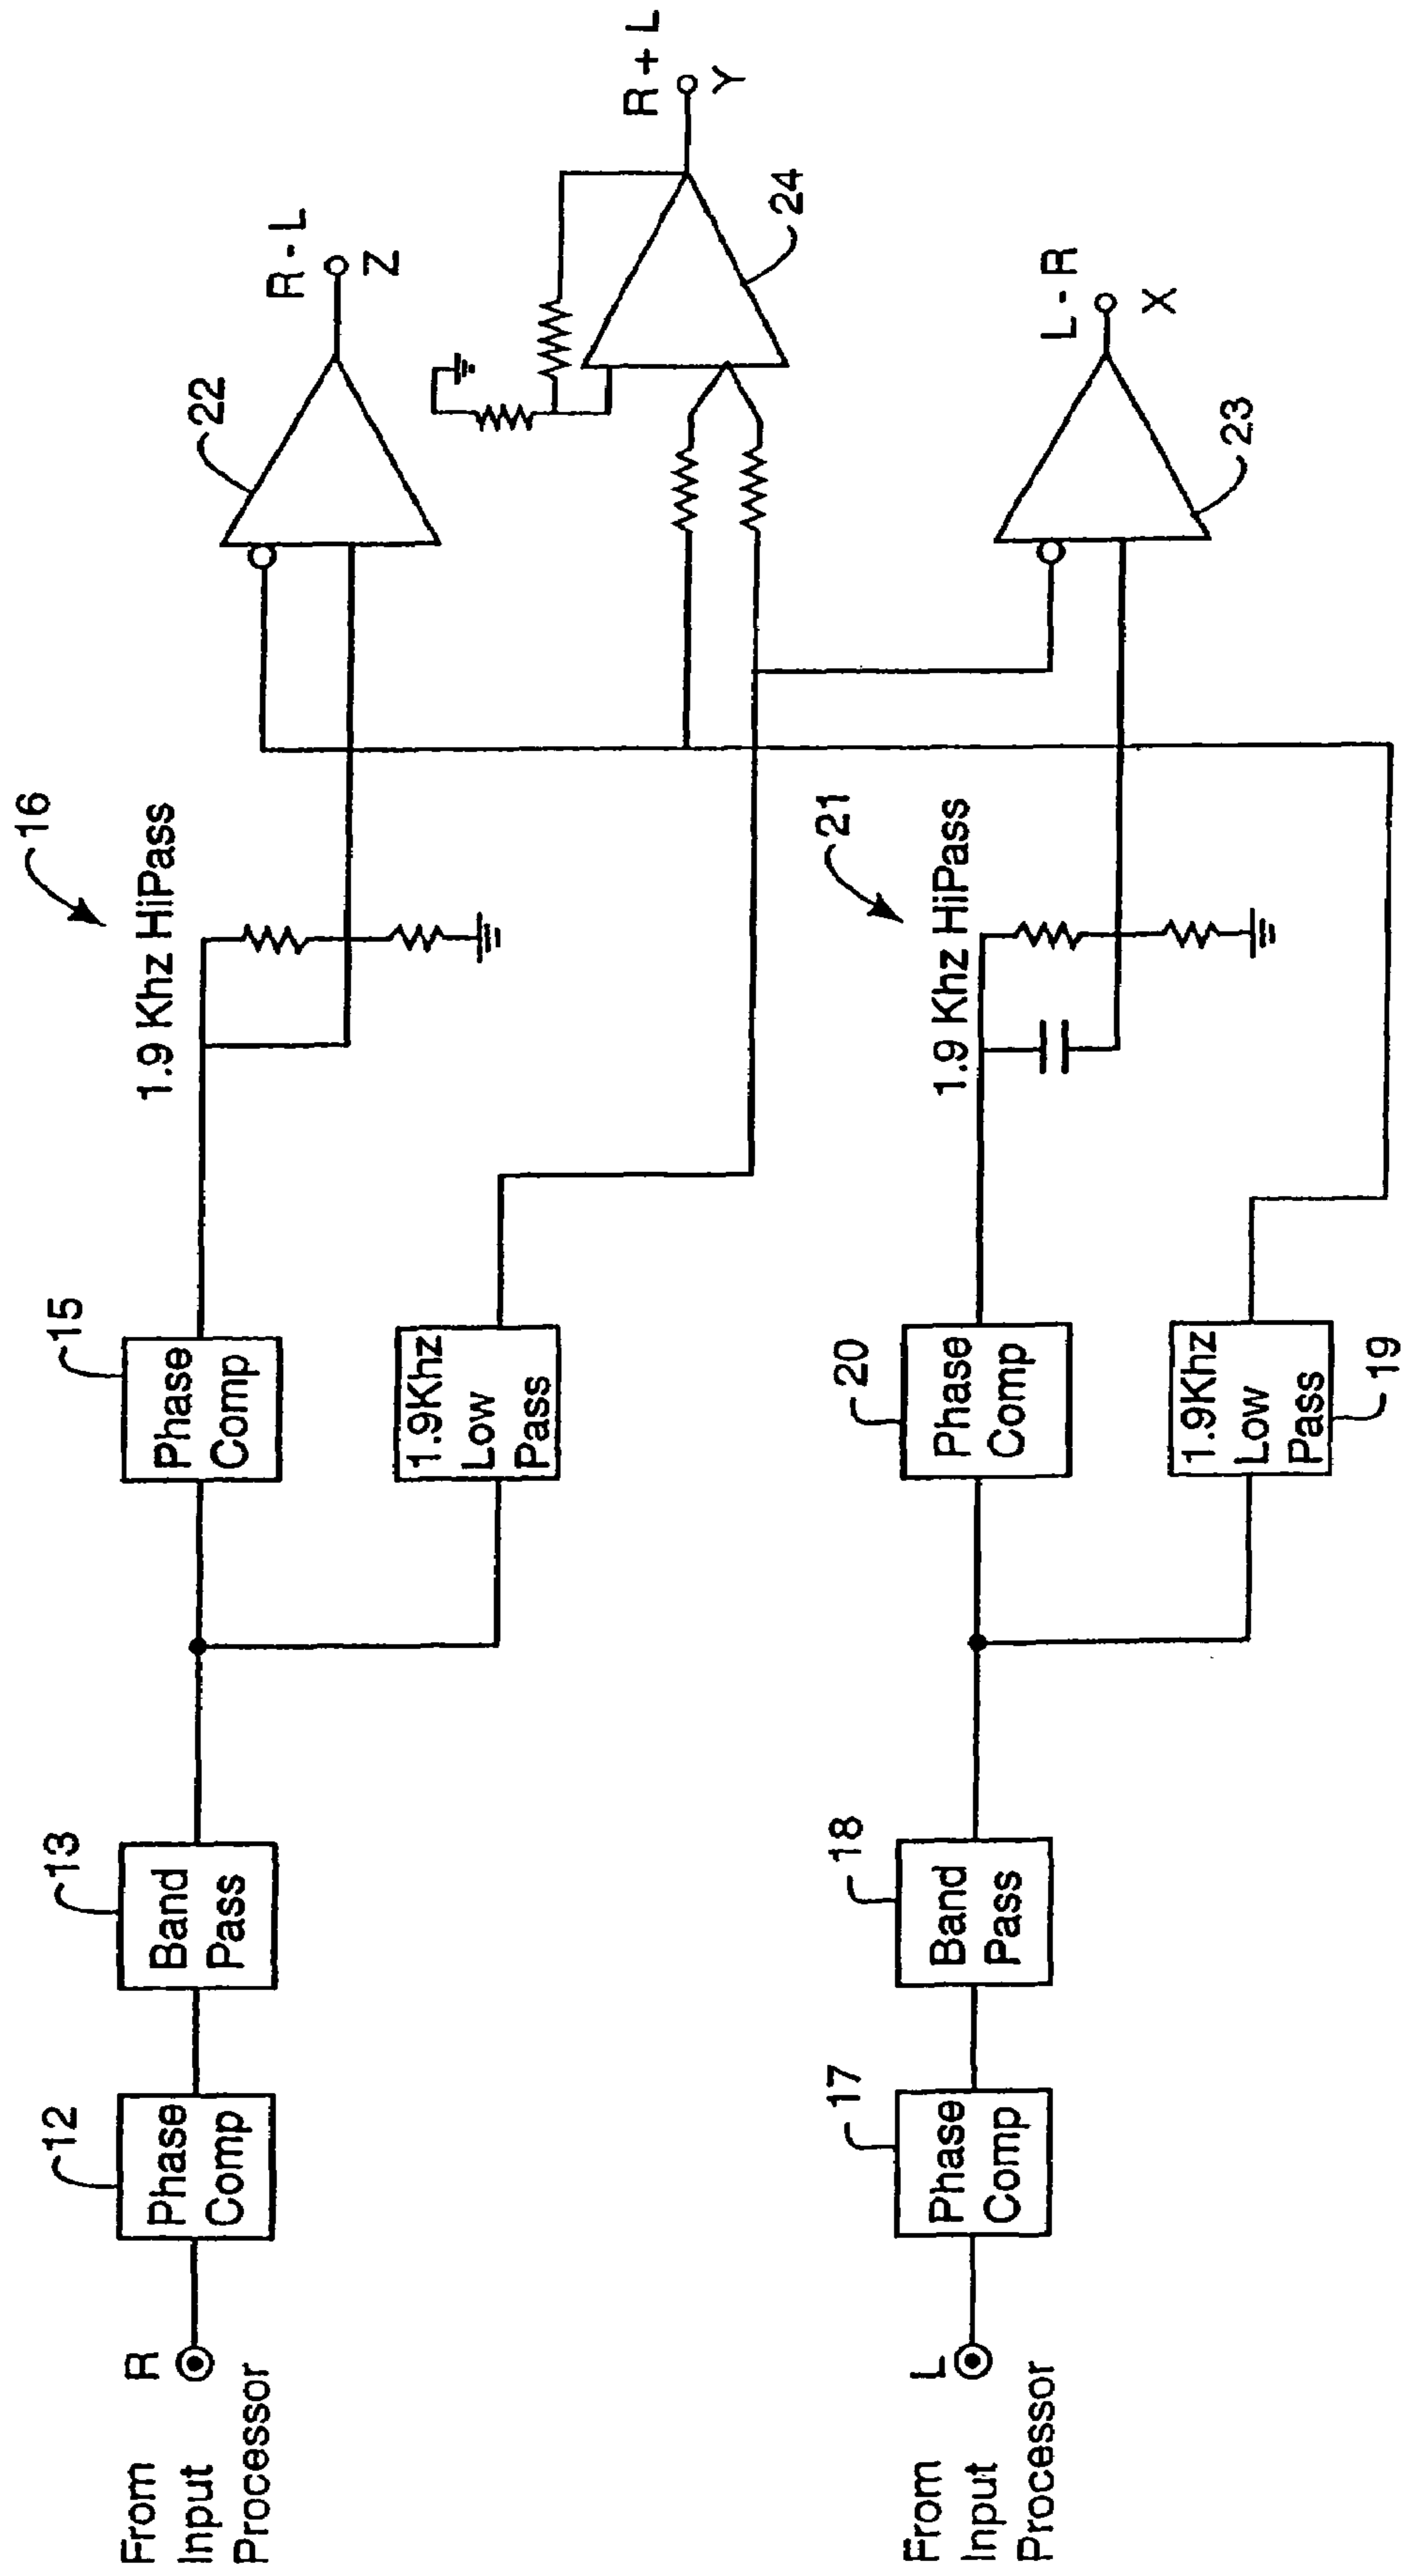 From
Input
Processor
R
12
Phase
Comp
13
Band
Pass
15
Phase
Comp
1.9Khz
Low
Pass
16
1.9 Khz HiPass
22
R - L
Z
R + L
Y
24
From
Input
Processor
L
17
Phase
Comp
18
Band
Pass
20
Phase
Comp
1.9Khz
Low
Pass
19
21
1.9 Khz HiPass
23
L - R
X